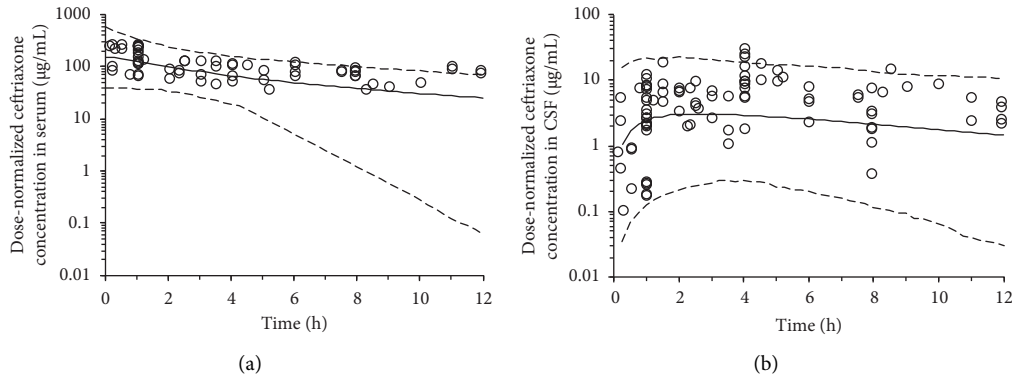 Dose-normalized ceftriaxone
concentration in serum (μg/mL)
1000
100
10
1
0.1
0.01
0 2 4 6 8 10 12
Time (h)
(a)
Dose-normalized ceftriaxone
concentration in CSF (μg/mL)
100
10
1
0.1
0.01
0 2 4 6 8 10 12
Time (h)
(b)